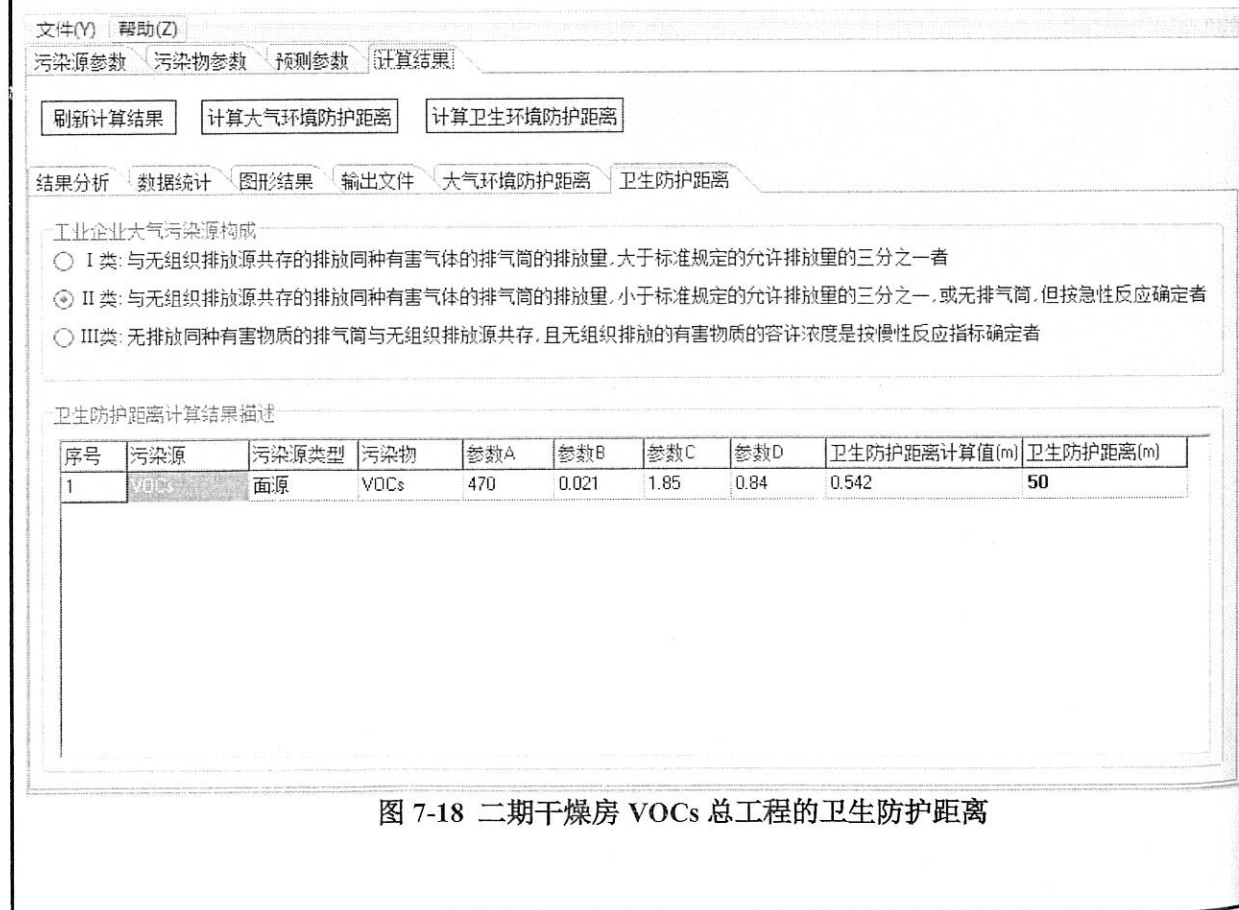 文件(Y) 帮助(Z)
污染源参数 污染物参数 预测参数 计算结果
刷新计算结果 计算大气环境防护距离 计算卫生环境防护距离
结果分析 数据统计 图形结果 输出文件 大气环境防护距离 卫生防护距离
工业企业大气污染源构成
I 类: 与无组织排放源共存的排放同种有害气体的排气筒的排放量,大于标准规定的允许排放量的三分之一者
II 类: 与无组织排放源共存的排放同种有害气体的排气筒的排放量,小于标准规定的允许排放量的三分之一,或无排气筒,但按急性反应确定者
III类: 无排放同种有害物质的排气筒与无组织排放源共存,且无组织排放的有害物质的容许浓度是按慢性反应指标确定者
卫生防护距离计算结果描述
序号 污染源 污染源类型 污染物 参数A 参数B 参数C 参数D 卫生防护距离计算值(m) 卫生防护距离(m)
1 VOCs 面源 VOCs 470 0.021 1.85 0.84 0.542 50
图 7-18 二期干燥房 VOCs 总工程的卫生防护距离